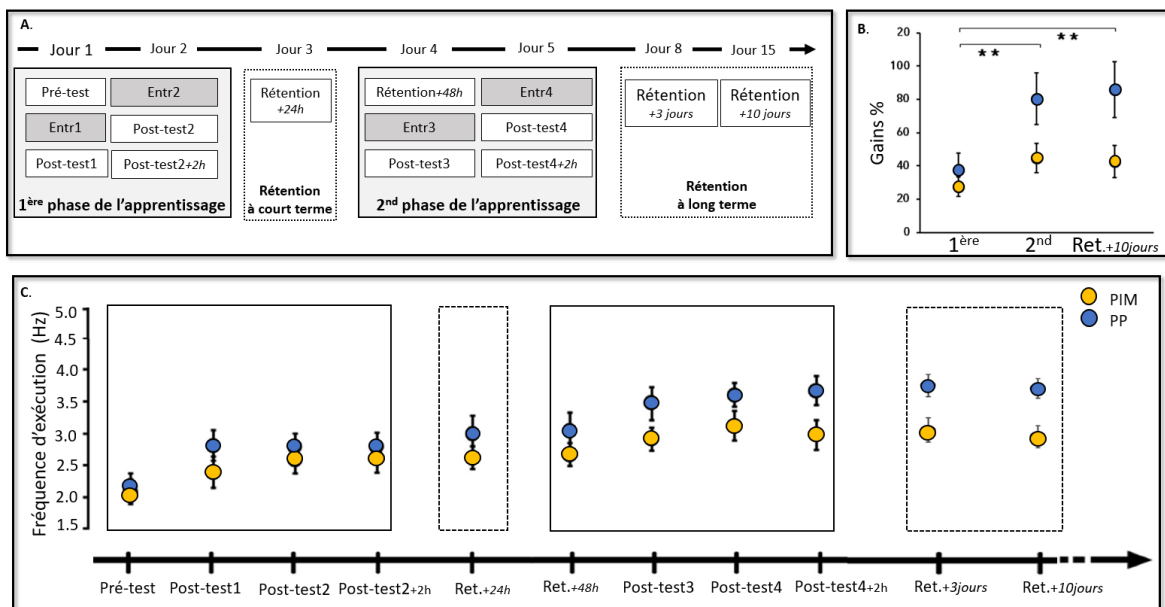 A.
Jour 1 Jour 2 Jour 3 Jour 4 Jour 5 Jour 8 Jour 15
Pré-test Entr2
Entr1 Post-test2
Post-test1 Post-test2+2h
1ère phase de l'apprentissage
Rétention
+24h
Rétention
à court terme
Rétention+48h Entr4
Entr3 Post-test4
Post-test3 Post-test4+2h
2nd phase de l'apprentissage
Rétention Rétention
+3 jours +10 jours
Rétention
à long terme
B.
20
100
80
60
40
20
0
Gains %
** **
1ère 2nd Ret.+10jours
C.
PIM
PP
Fréquence d'exécution (Hz)
5.0
4.5
4.0
3.5
3.0
2.5
2.0
1.5
Pré-test Post-test1 Post-test2 Post-test2+2h Ret.+24h Ret.+48h Post-test3 Post-test4 Post-test4+2h Ret.+3jours Ret.+10jours